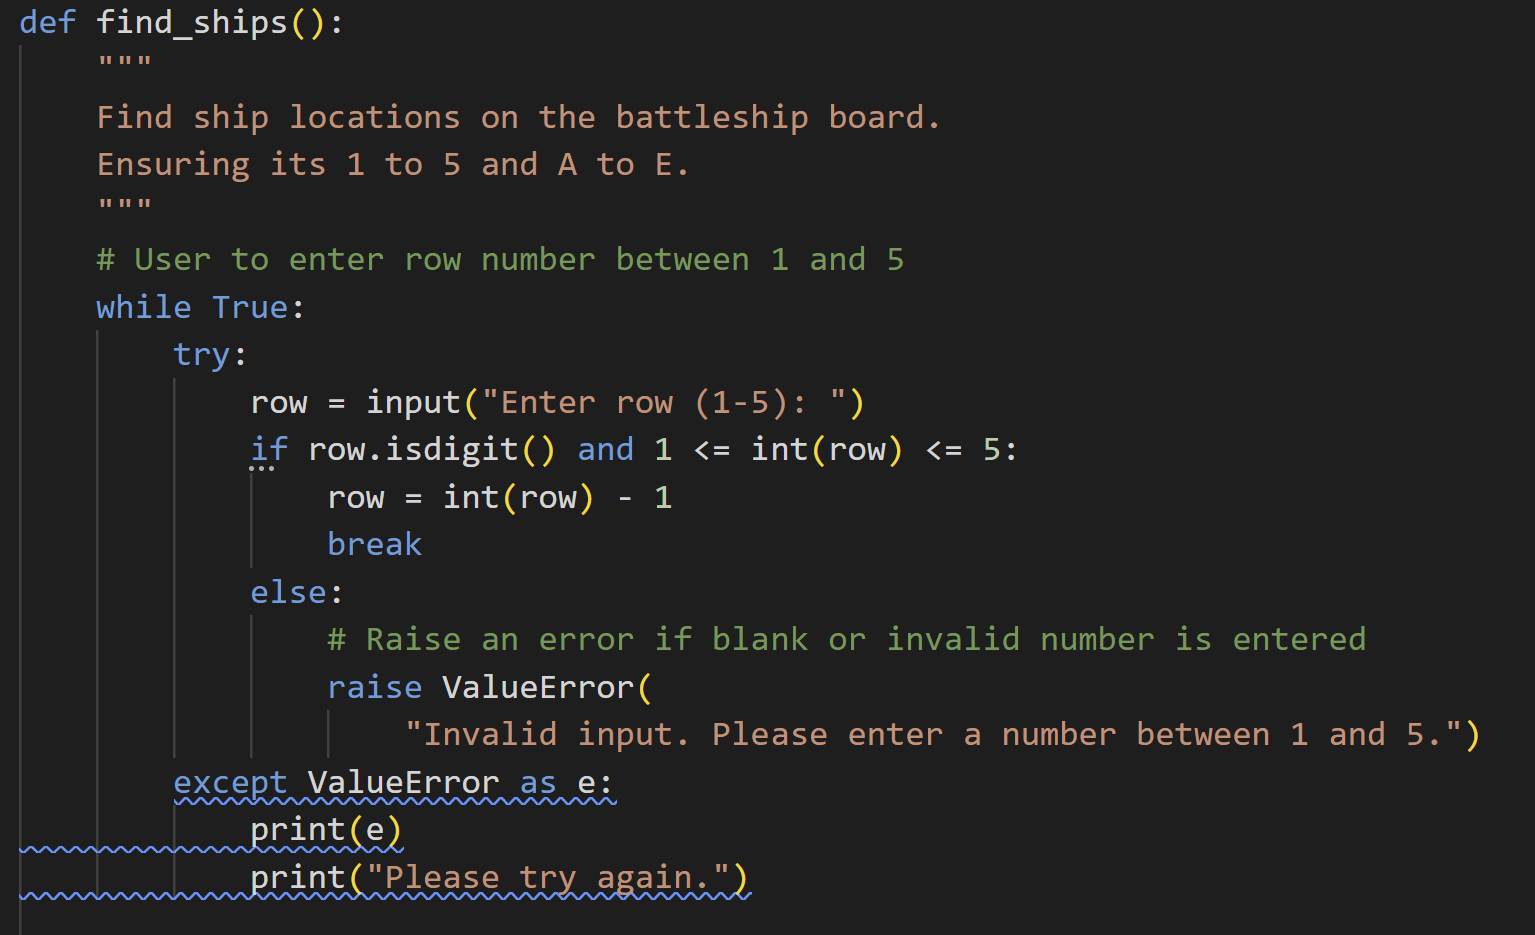 def find_ships():
    """
    Find ship locations on the battleship board.
    Ensuring its 1 to 5 and A to E.
    """
    # User to enter row number between 1 and 5
    while True:
        try:
            row = input("Enter row (1-5): ")
            if row.isdigit() and 1 <= int(row) <= 5:
                row = int(row) - 1
                break
            else:
                # Raise an error if blank or invalid number is entered
                raise ValueError(
                    "Invalid input. Please enter a number between 1 and 5.")
        except ValueError as e:
            print(e)
            print("Please try again.")